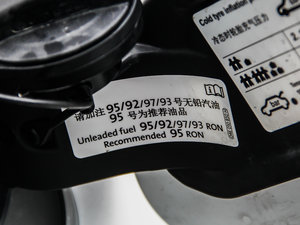 Cold tyre inflation
冷态时轮胎充气压力
请加注 95/92/97/93 号无铅汽油
95 号为推荐油品
Unleaded fuel 95/92/97/93 RON
Recommended 95 RON
bar